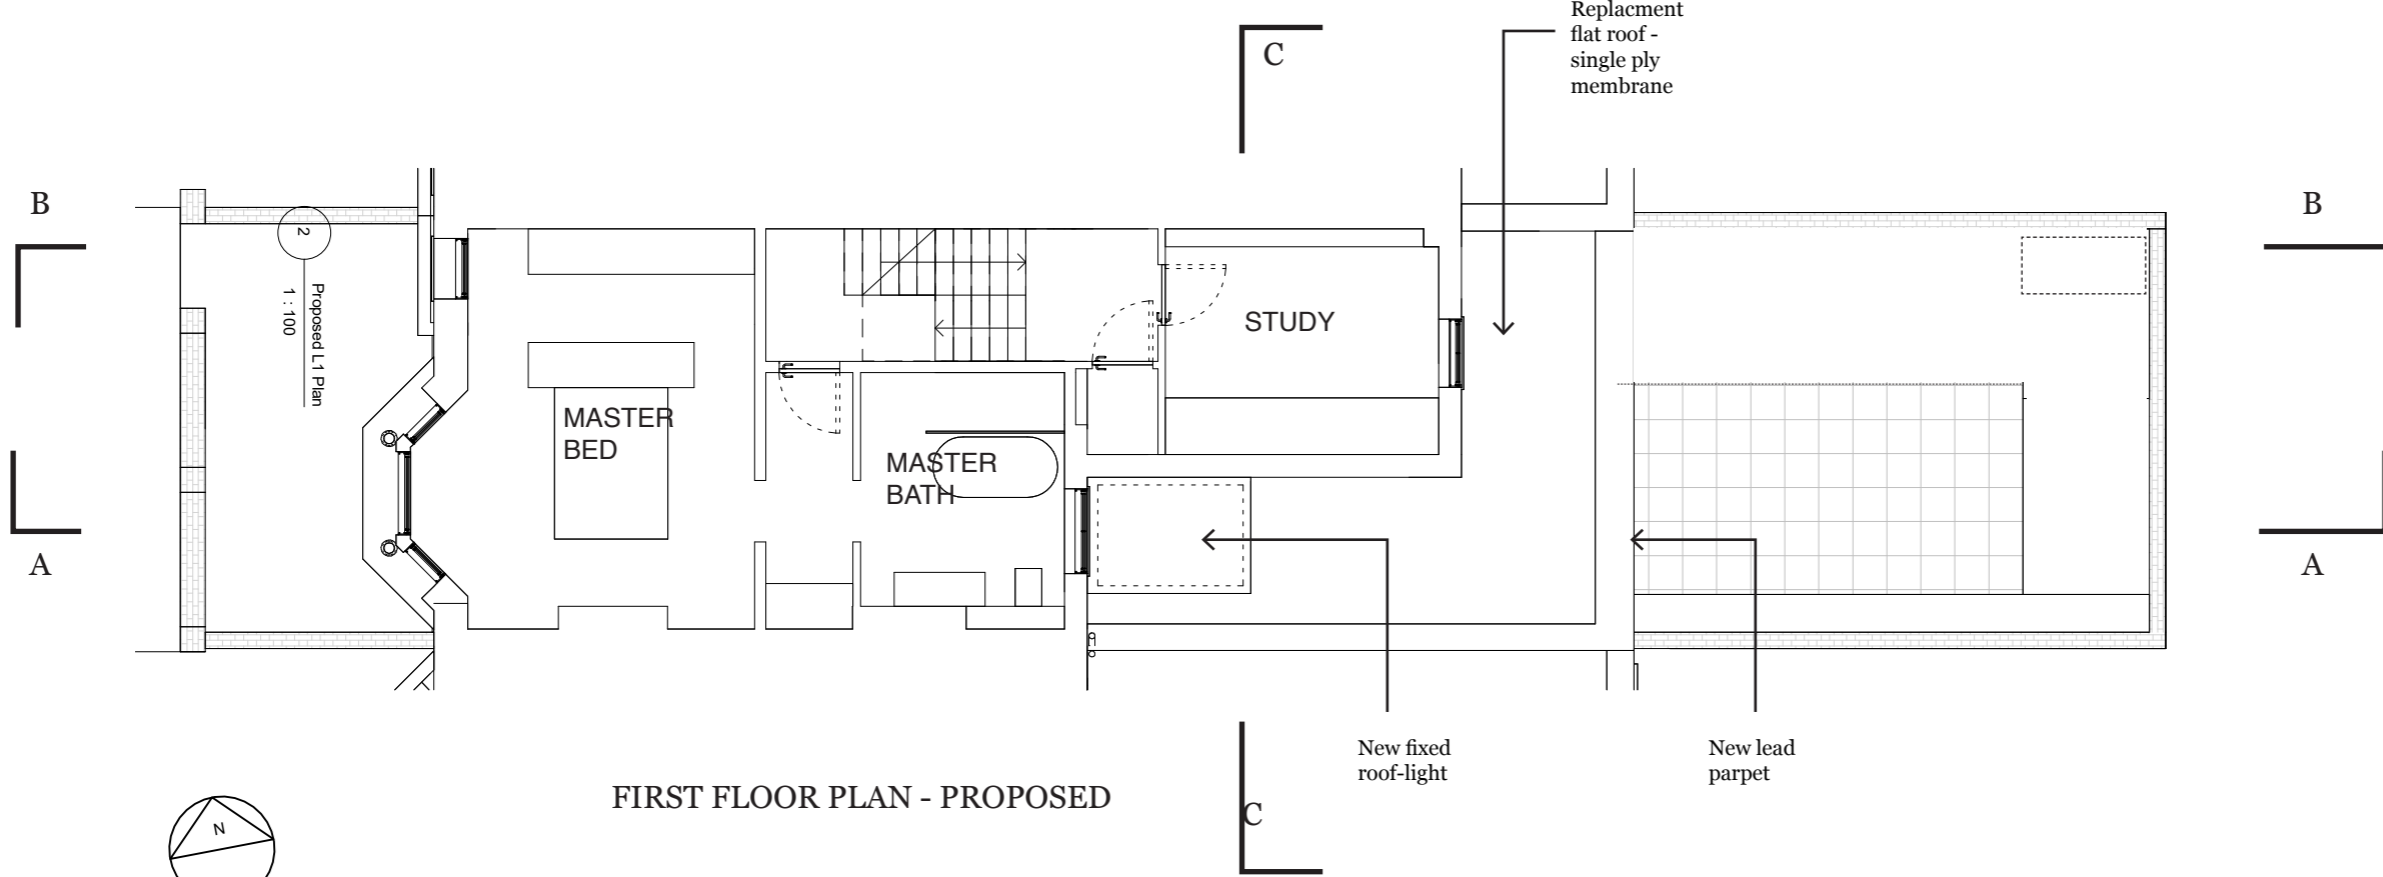 Replacment
flat roof -
single ply
membrane
C
B
B
2
Proposed L1 Plan
1 : 100
STUDY
MASTER
BED
MASTER
BATH
A
A
New fixed
roof-light
New lead
parpet
FIRST FLOOR PLAN - PROPOSED
C
N